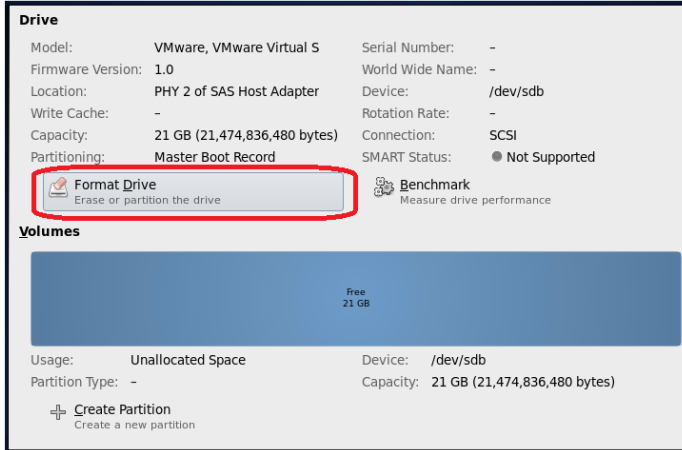 Drive
Model: VMware, VMware Virtual S Serial Number: –
Firmware Version: 1.0 World Wide Name: –
Location: PHY 2 of SAS Host Adapter Device: /dev/sdb
Write Cache: – Rotation Rate: –
Capacity: 21 GB (21,474,836,480 bytes) Connection: SCSI
Partitioning: Master Boot Record SMART Status: Not Supported
Format Drive Benchmark
Erase or partition the drive Measure drive performance
Volumes
Free
21 GB
Usage: Unallocated Space Device: /dev/sdb
Partition Type: – Capacity: 21 GB (21,474,836,480 bytes)
Create Partition
Create a new partition